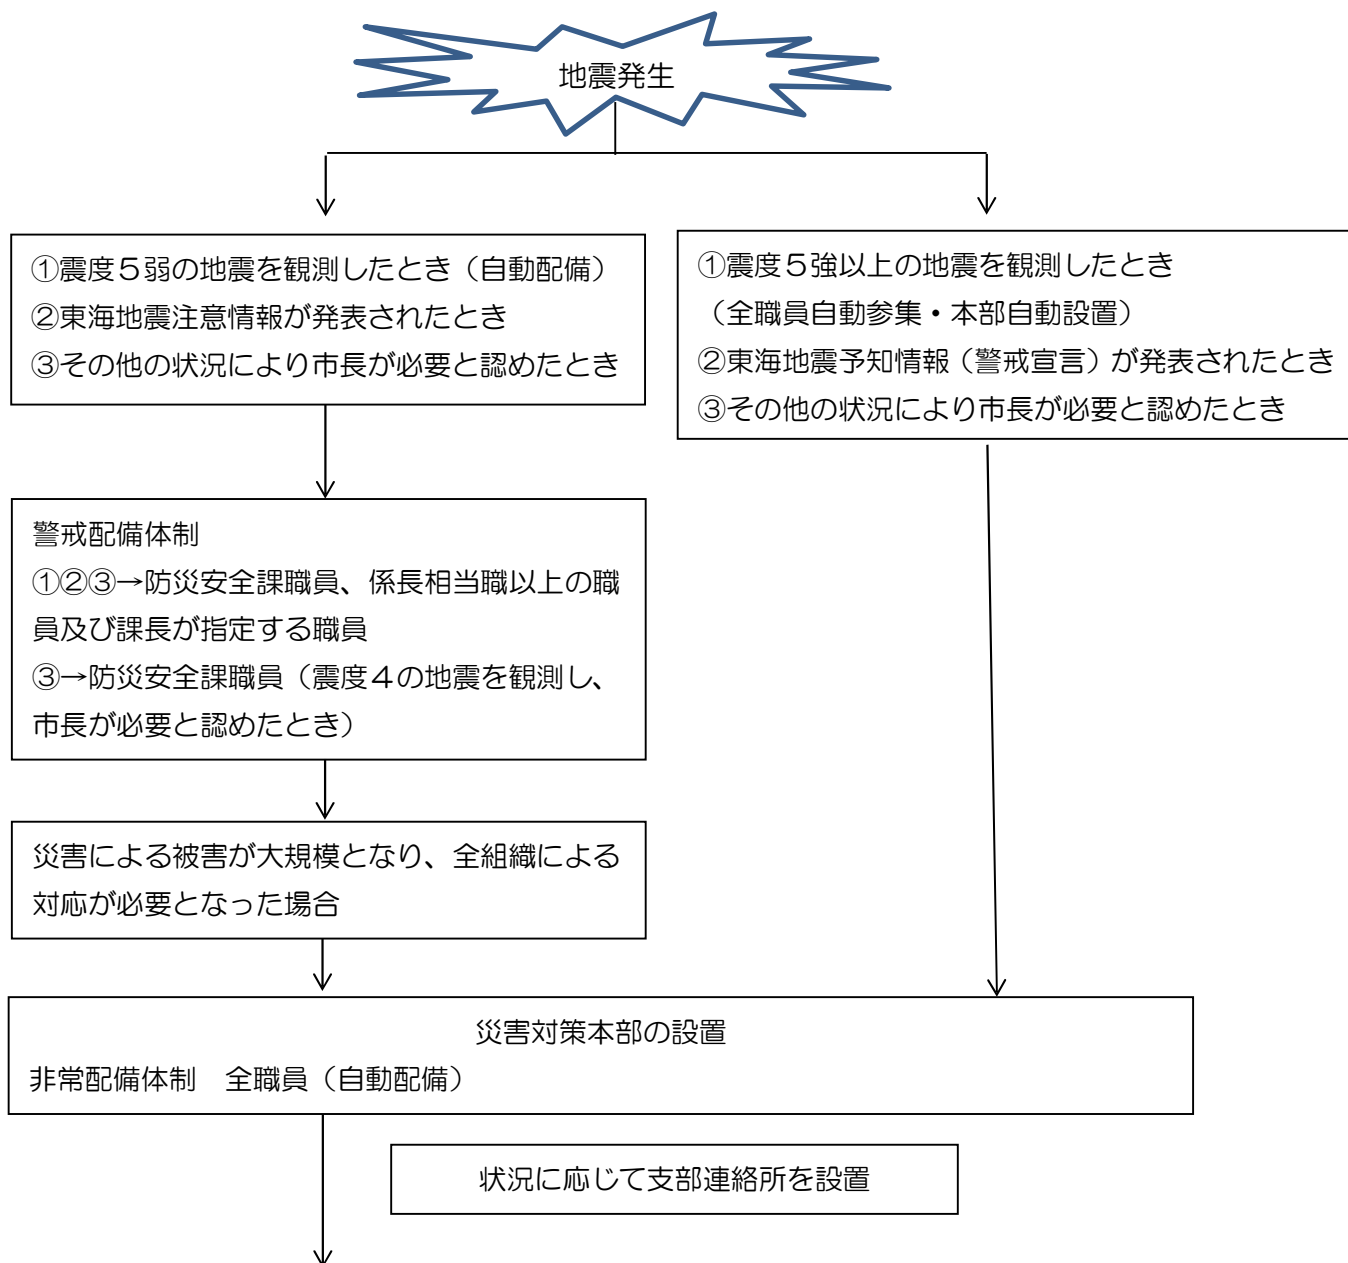 地震発生
①震度５弱の地震を観測したとき（自動配備）
②東海地震注意情報が発表されたとき
③その他の状況により市長が必要と認めたとき
①震度５強以上の地震を観測したとき
（全職員自動参集・本部自動設置）
②東海地震予知情報（警戒宣言）が発表されたとき
③その他の状況により市長が必要と認めたとき
警戒配備体制
①②③→防災安全課職員、係長相当職以上の職
員及び課長が指定する職員
③→防災安全課職員（震度４の地震を観測し、
市長が必要と認めたとき）
災害による被害が大規模となり、全組織による
対応が必要となった場合
災害対策本部の設置
非常配備体制　全職員（自動配備）
状況に応じて支部連絡所を設置